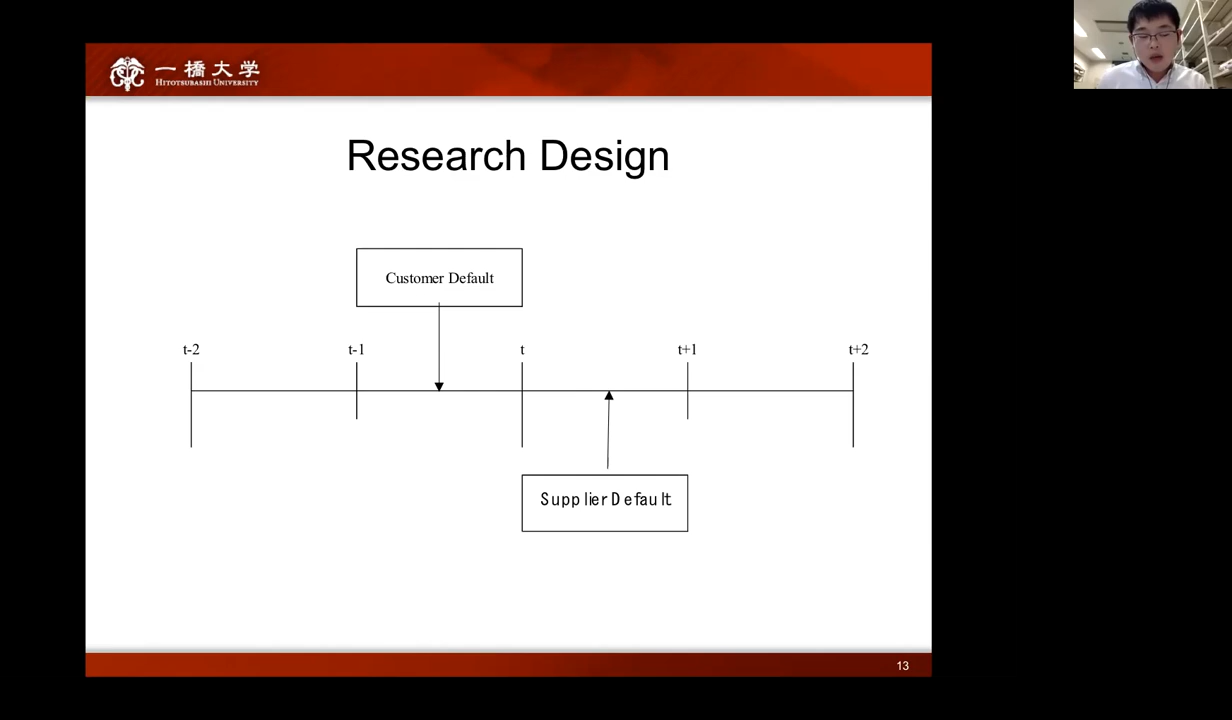 一橋大学
HITOTSUBASHI UNIVERSITY
Research Design
Customer Default
t-2 t-1 t t+1 t+2
Supplier Default
13